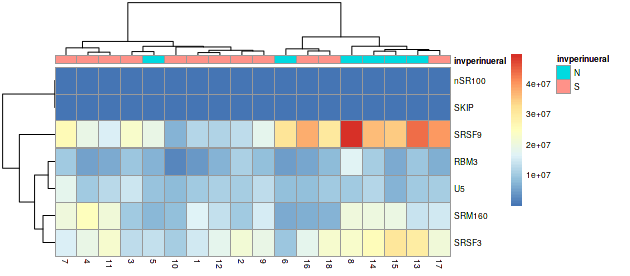 invperinueral
invperinueral
N
S
4e+07
3e+07
2e+07
1e+07
nSR100
SKIP
SRSF9
RBM3
U5
SRM160
SRSF3
7 4 11 3 5 10 1 12 2 9 6 16 18 8 14 15 13 17